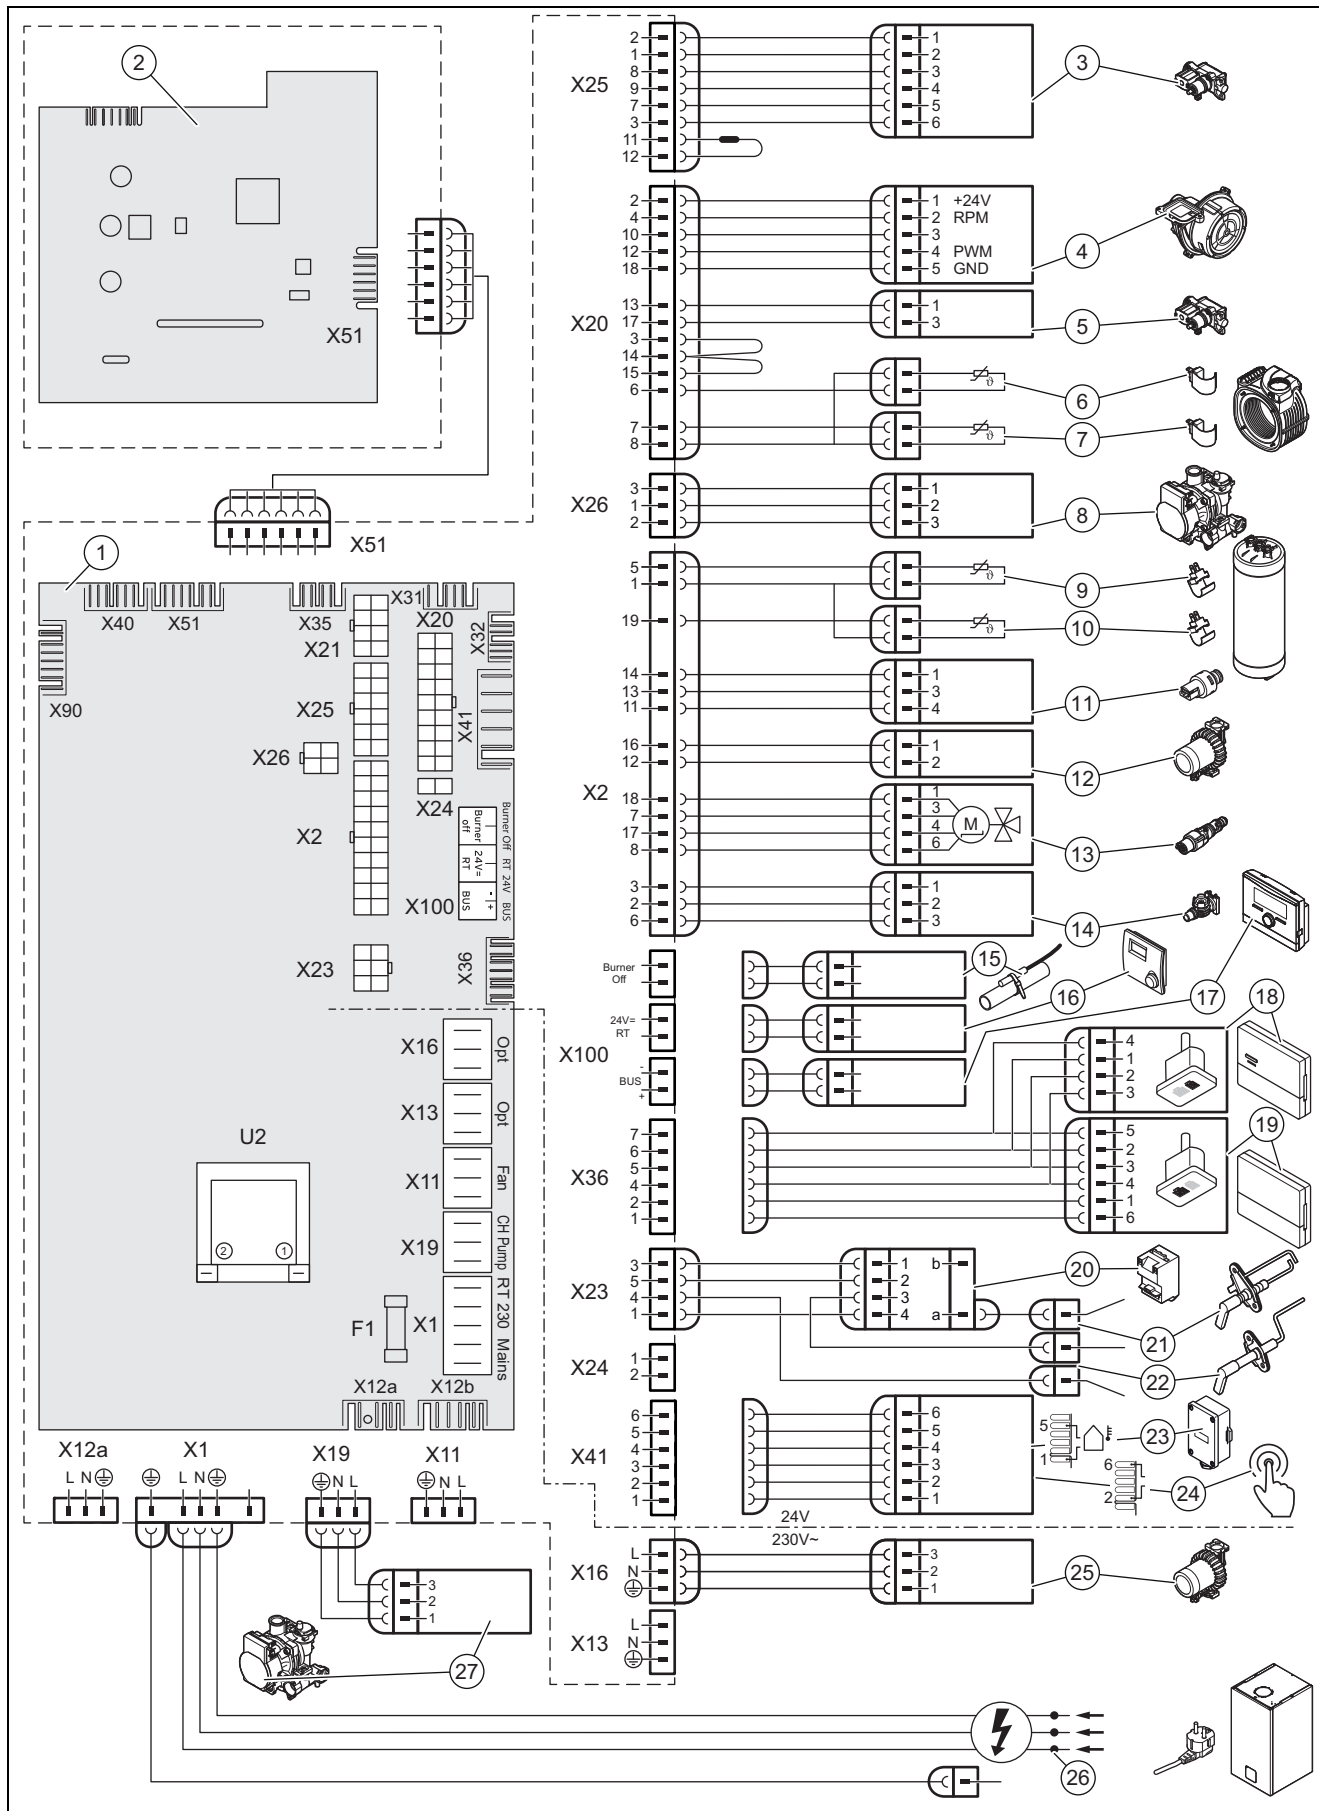 2
X51
X51
1
X40
X51
X35
X31
X21
X20
X32
X90
X25
X41
X26
X24
X2
Burner off
24V= RT
BUS
- | +
Burner Off RT 24V BUS
X100
X23
X36
X16
Opt
X13
Opt
U2
X11
Fan
X19
CH Pump
2
1
F1
X1
RT 230 Mains
X12a
X12b
X12a
L N
X1
L N
X19
N L
X11
N L
3
2
1
27
X25
2
1
8
9
7
3
11
12
1
2
3
4
5
6
3
X20
2
4
10
12
18
13
17
3
14
15
6
7
8
1 +24V
2 RPM
3
4 PWM
5 GND
4
1
3
5
ϑ
6
ϑ
7
X26
3
1
2
1
2
3
8
X2
5
1
19
14
13
11
16
12
18
7
17
8
3
2
6
ϑ
9
ϑ
10
1
3
4
11
1
2
12
1
3
4
6
M
13
1
2
3
14
X100
Burner
Off
24V=
RT
-
BUS
+
15
16
17
18
4
1
2
3
19
5
2
3
4
1
6
X36
7
6
5
4
2
1
X23
3
5
4
1
1
2
3
4
b
a
20
21
22
X24
1
2
X41
6
5
4
3
2
1
6
5
4
3
2
1
5
1
23
6
2
24
24V
230V~
X16
L
N
3
2
1
25
X13
L
N
26